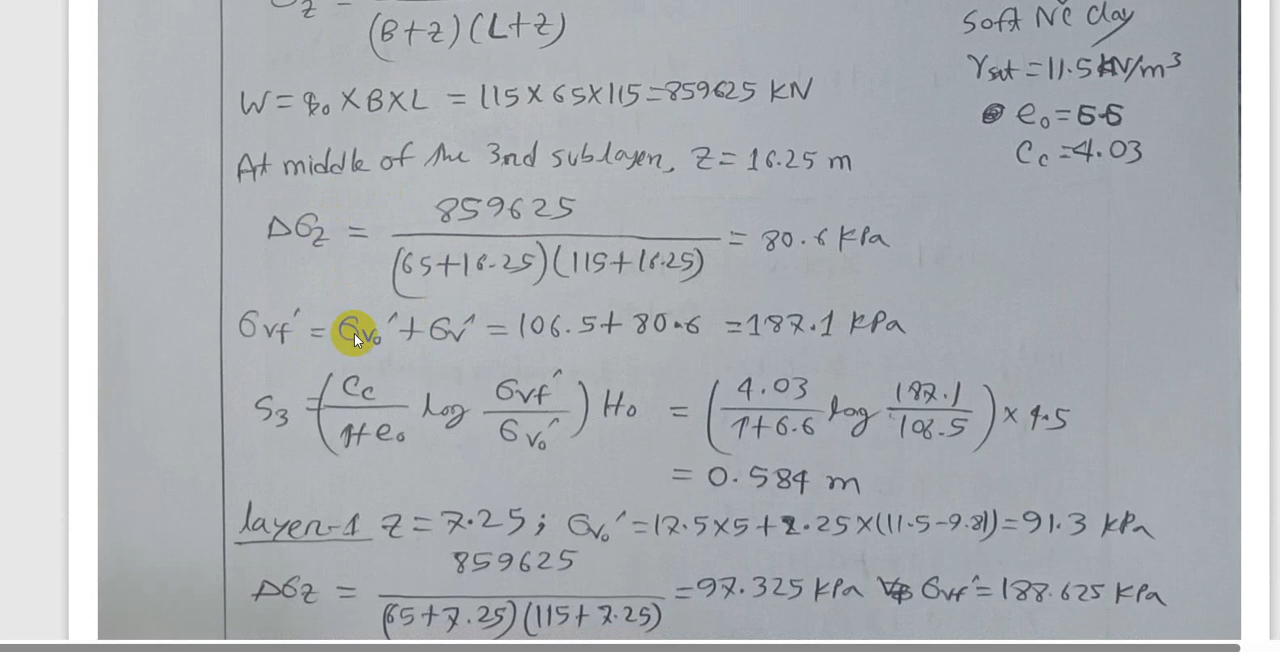 (B+z)(L+z)
Soft NC clay
γsat = 11.5 kN/m³
e₀ = 6.6
Cc = 4.03
W = q₀ × B × L = 115 × 65 × 115 = 859625 KN
At middle of the 3nd sublayer, Z = 16.25 m
Δσz = 859625 / (65+16.25)(115+16.25) = 80.6 kPa
σvf' = σv₀' + σv' = 106.5 + 80.6 = 187.1 kPa
S3 = (Cc / 1+e₀ log σvf' / σv₀') H₀ = (4.03 / 1+6.6 log 187.1 / 106.5) × 4.5
= 0.584 m
layer-1 Z = 7.25; σv₀' = 17.5×5 + 2.25×(11.5-9.81) = 91.3 kPa
Δσz = 859625 / (65+7.25)(115+7.25) = 97.325 kPa σvf' = 188.625 kPa